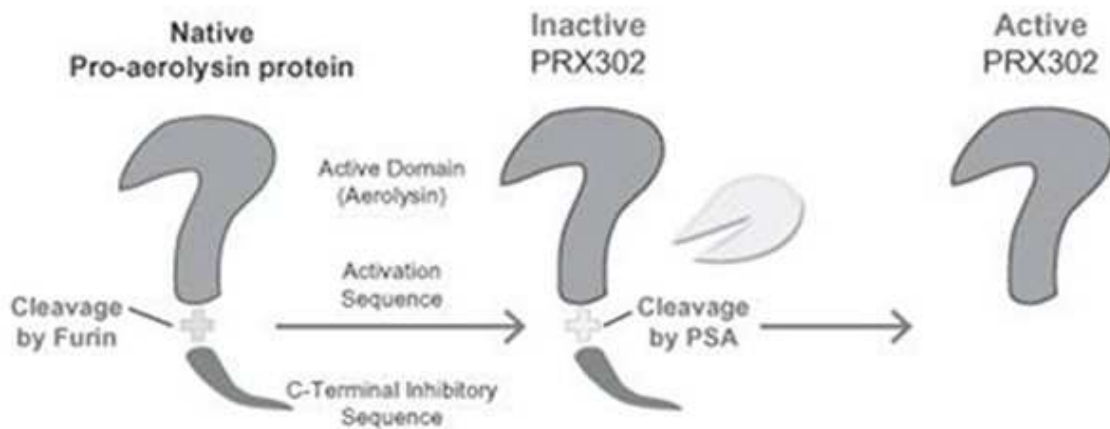 Native
Pro-aerolysin protein
Inactive
PRX302
Active
PRX302
Active Domain
(Aerolysin)
Activation
Sequence
Cleavage
by Furin
Cleavage
by PSA
C-Terminal Inhibitory
Sequence